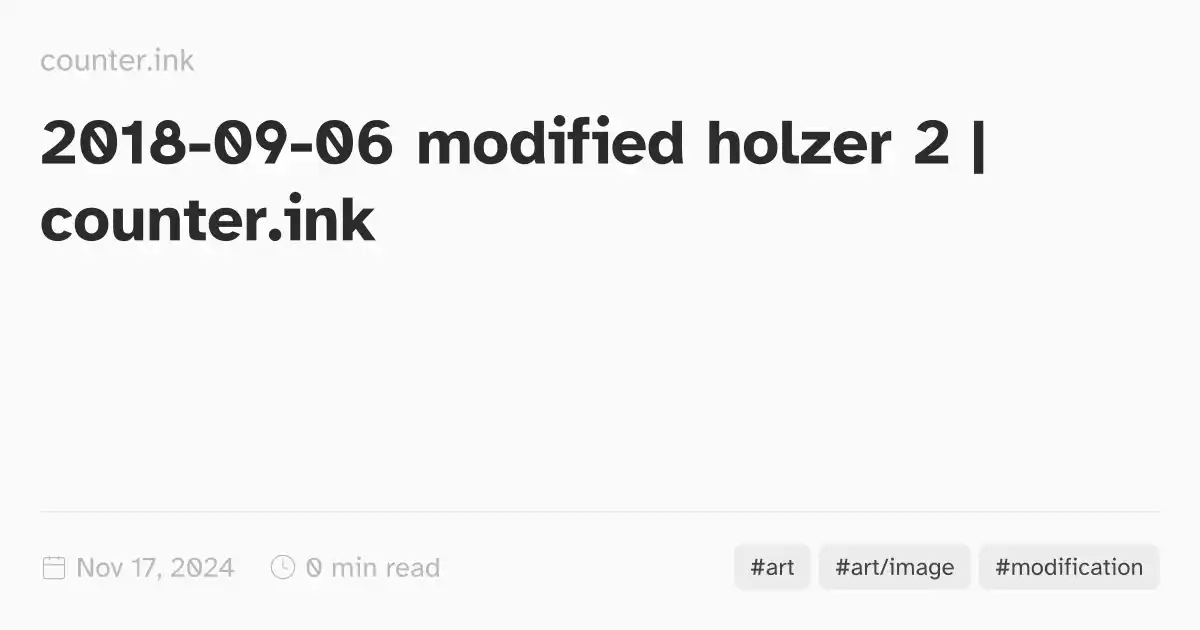 counter.ink
2018-09-06 modified holzer 2 |
counter.ink
Nov 17, 2024 0 min read #art #art/image #modification